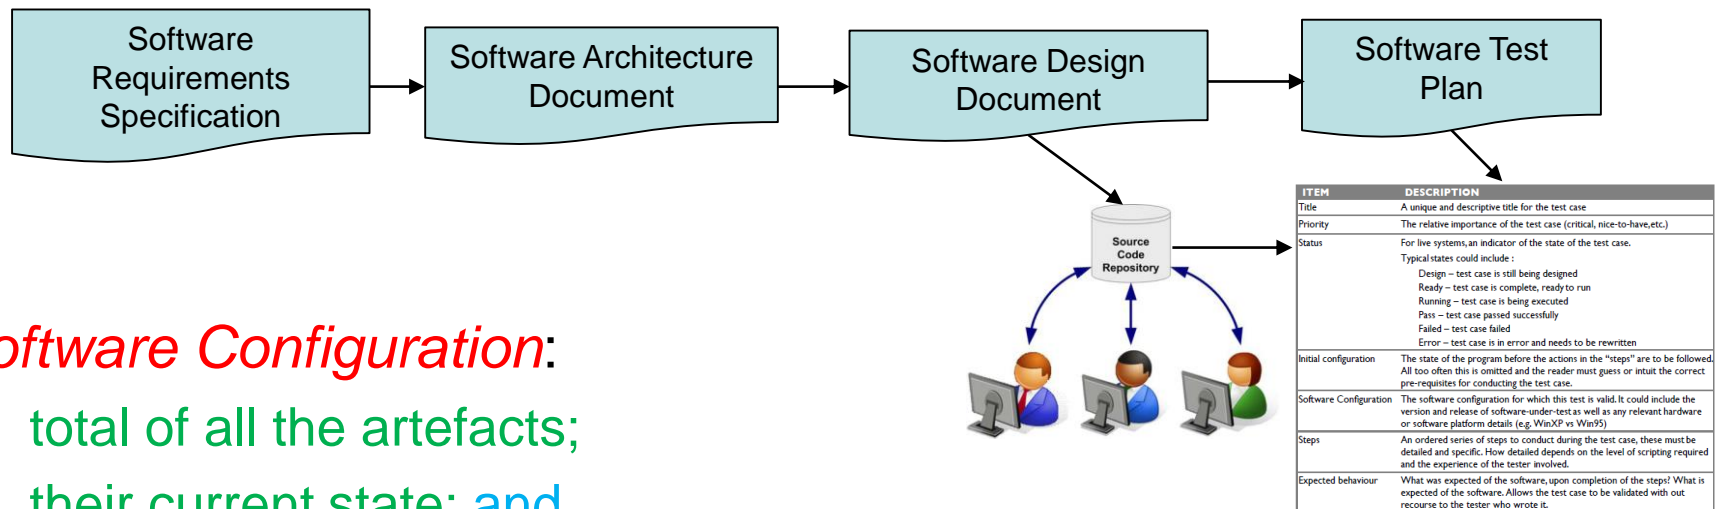 Software
Requirements
Specification
Software Architecture
Document
Software Design
Document
Software Test
Plan
Source
Code
Repository
ITEM DESCRIPTION
Title A unique and descriptive title for the test case
Priority The relative importance of the test case (critical, nice-to-have,etc.)
Status For live systems, an indicator of the state of the test case.
Typical states could include :
Design – test case is still being designed
Ready – test case is complete, ready to run
Running – test case is being executed
Pass – test case passed successfully
Failed – test case failed
Error – test case is in error and needs to be rewritten
Initial configuration The state of the program before the actions in the “steps” are to be followed.
All too often this is omitted and the reader must guess or intuit the correct
pre-requisites for conducting the test case.
Software Configuration The software configuration for which this test is valid. It could include the
version and release of software-under-test as well as any relevant hardware
or software platform details (e.g. WinXP vs Win95)
Steps An ordered series of steps to conduct during the test case, these must be
detailed and specific. How detailed depends on the level of scripting required
and the experience of the tester involved.
Expected behaviour What was expected of the software, upon completion of the steps? What is
expected of the software. Allows the test case to be validated with out
recourse to the tester who wrote it.
oftware Configuration:
total of all the artefacts;
their current state; and